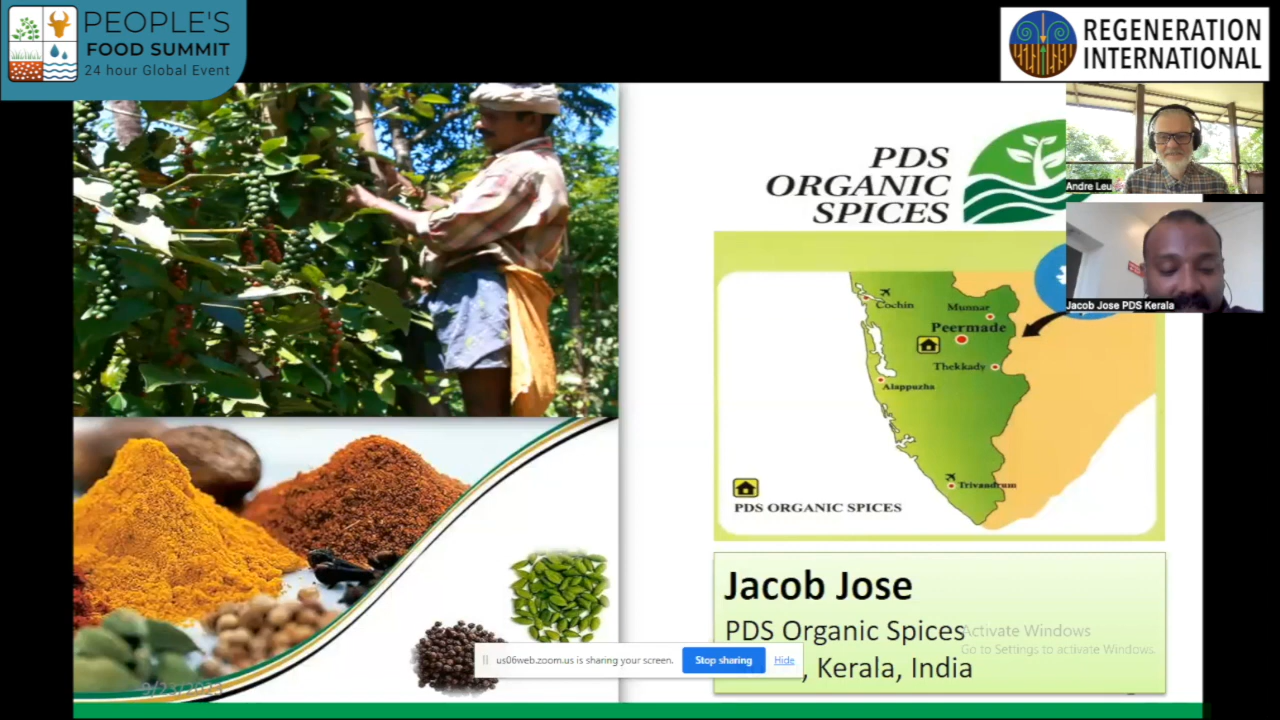 PEOPLE'S
FOOD SUMMIT
24 hour Global Event
REGENERATION
INTERNATIONAL
Andre Leu
Jacob Jose PDS Kerala
PDS
ORGANIC
SPICES
Cochin
Munnar
Peermade
Thekkady
Alappuzha
Trivandrum
PDS ORGANIC SPICES
Jacob Jose
PDS Organic Spices
, Kerala, India
Activate Windows
Go to Settings to activate Windows.
us06web.zoom.us is sharing your screen.
Stop sharing
Hide